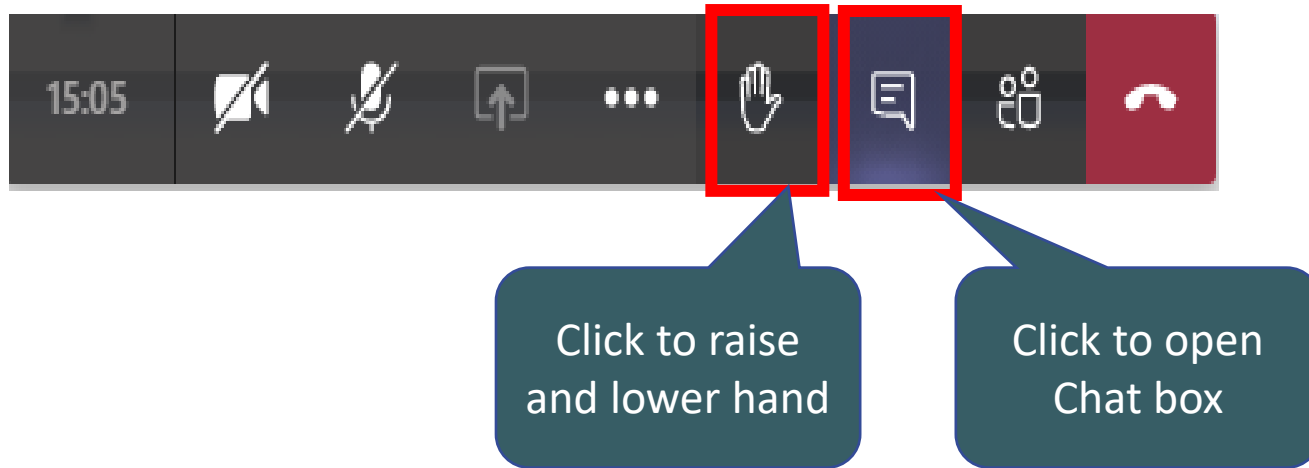 15:05
Click to raise
and lower hand
Click to open
Chat box